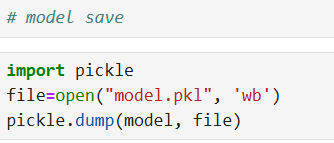 # model save
import pickle
file=open("model.pkl", 'wb')
pickle.dump(model, file)